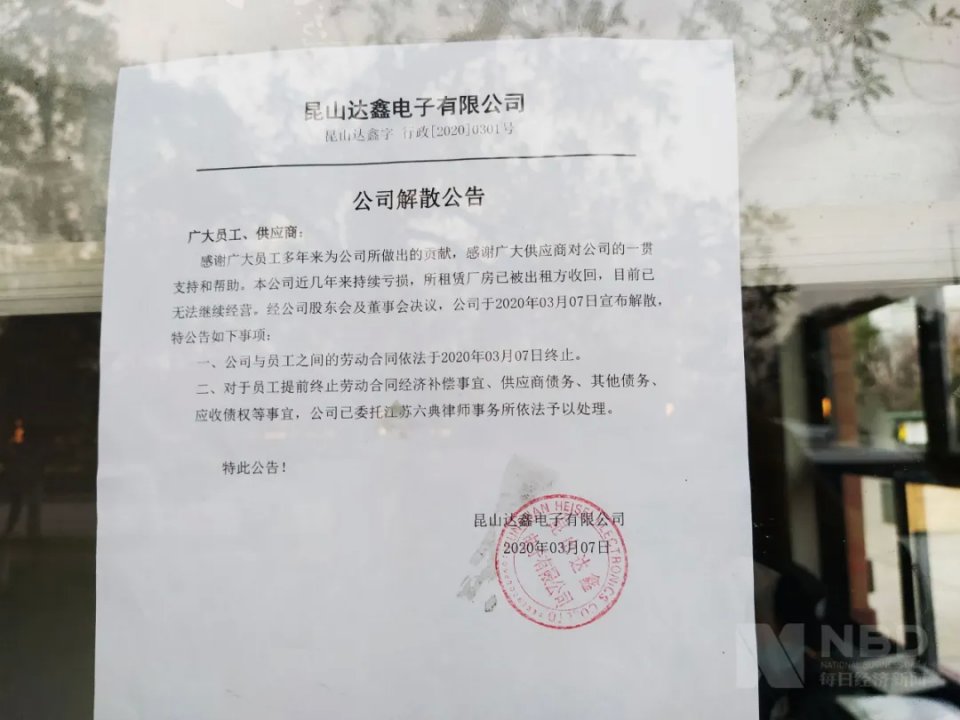 昆山达鑫电子有限公司
昆山达鑫字 行政[2020]0301号
公司解散公告
广大员工、供应商：
感谢广大员工多年来为公司所做出的贡献，感谢广大供应商对公司的一贯
支持和帮助。本公司近几年来持续亏损，所租赁厂房已被出租方收回，目前已
无法继续经营。经公司股东会及董事会决议，公司于2020年03月07日宣布解散，
特公告如下事项：
一、公司与员工之间的劳动合同依法于2020年03月07日终止。
二、对于员工提前终止劳动合同经济补偿事宜、供应商债务、其他债务、
应收债权等事宜，公司已委托江苏六典律师事务所依法予以处理。
特此公告！
昆山达鑫电子有限公司
2020年03月07日
ELECTRONICS CO.,LTD
昆山达鑫
电子有限公司
NBD
NATIONAL BUSINESS DAILY
每日经济新闻